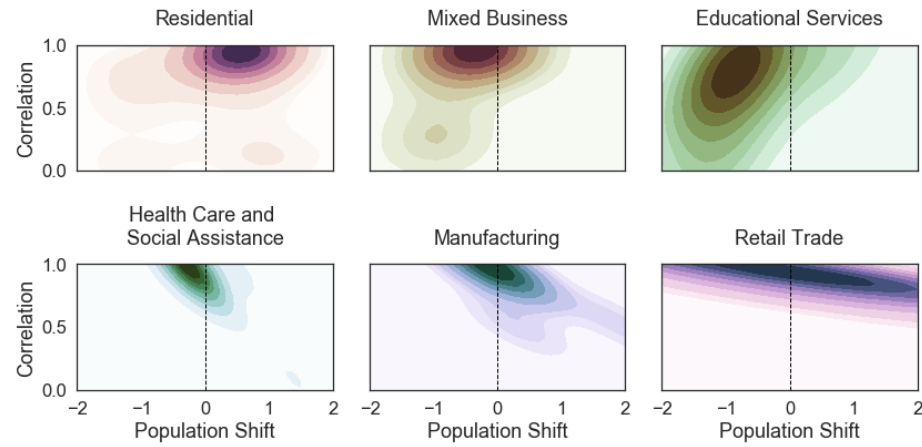 Residential
Mixed Business
Educational Services
Correlation
1.0
0.5
0.0
Health Care and
Social Assistance
Manufacturing
Retail Trade
Correlation
1.0
0.5
0.0
−2 −1 0 1 2
−2 −1 0 1 2
−2 −1 0 1 2
Population Shift
Population Shift
Population Shift